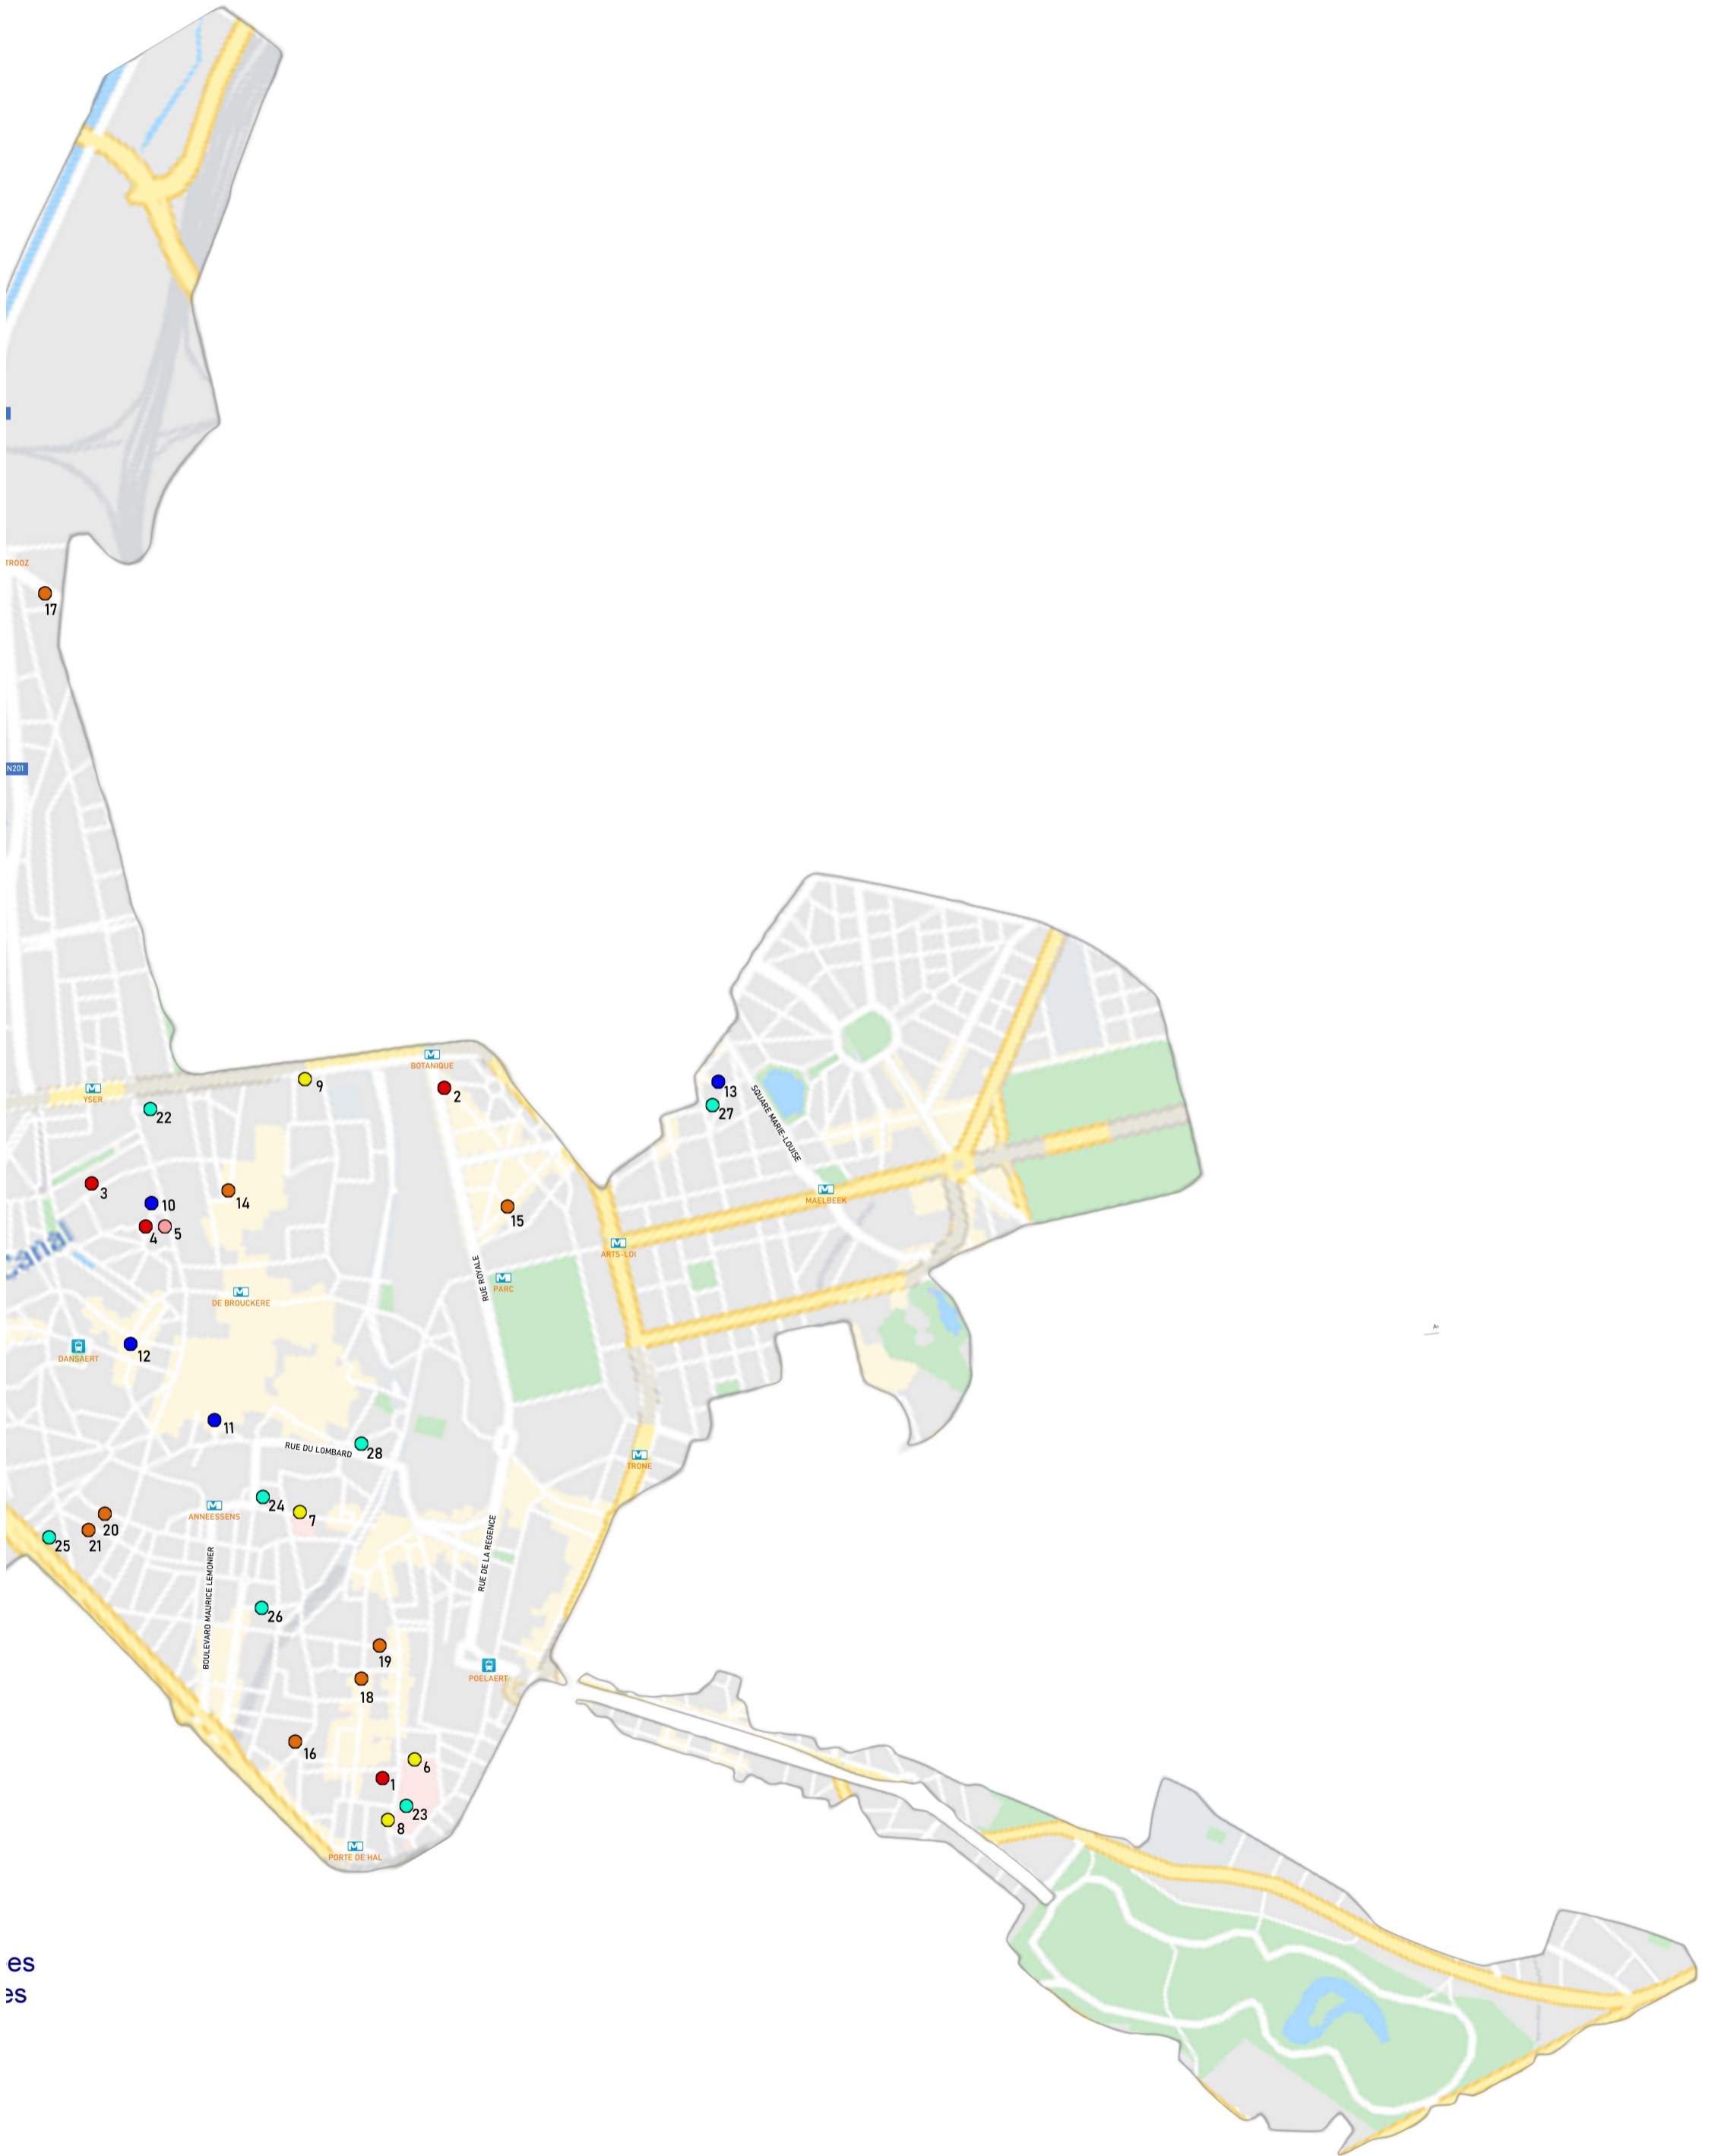 TROOZ
17
N201
BOTANIQUE
9
2
YSER
22
13
27
SQUARE MARIE-LOUISE
3
10
14
4
5
15
MAELBEEK
Canal
ARTS-LOI
RUE ROYALE
PARC
DE BROUCKERE
DANSAERT
12
11
RUE DU LOMBARD
28
TRONE
24
7
ANNEESSENS
20
21
25
RUE DE LA REGENCE
BOULEVARD MAURICE LEMONIER
26
19
18
POELAERT
16
6
1
23
8
PORTE DE HAL
es
es